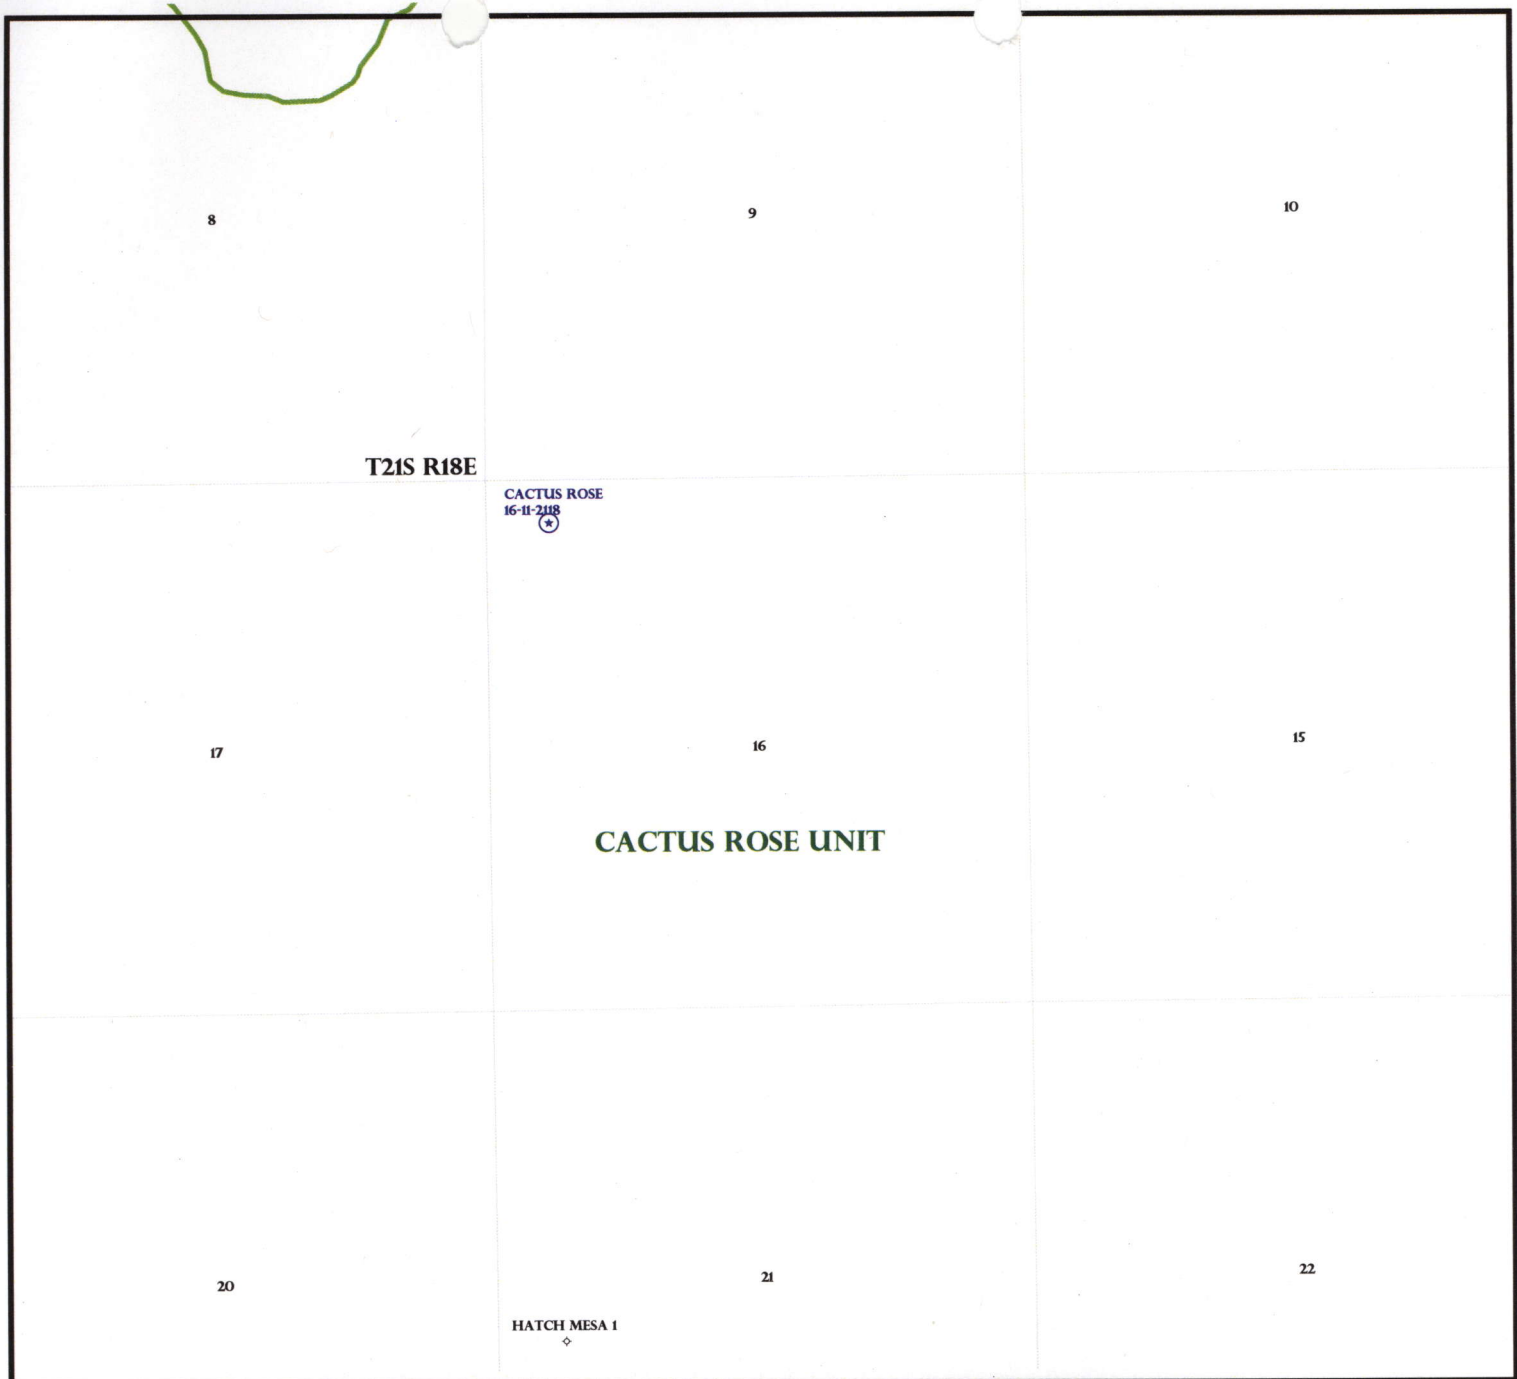 8
9
10
T21S R18E
CACTUS ROSE
16-11-2118
17
16
15
CACTUS ROSE UNIT
20
21
22
HATCH MESA 1